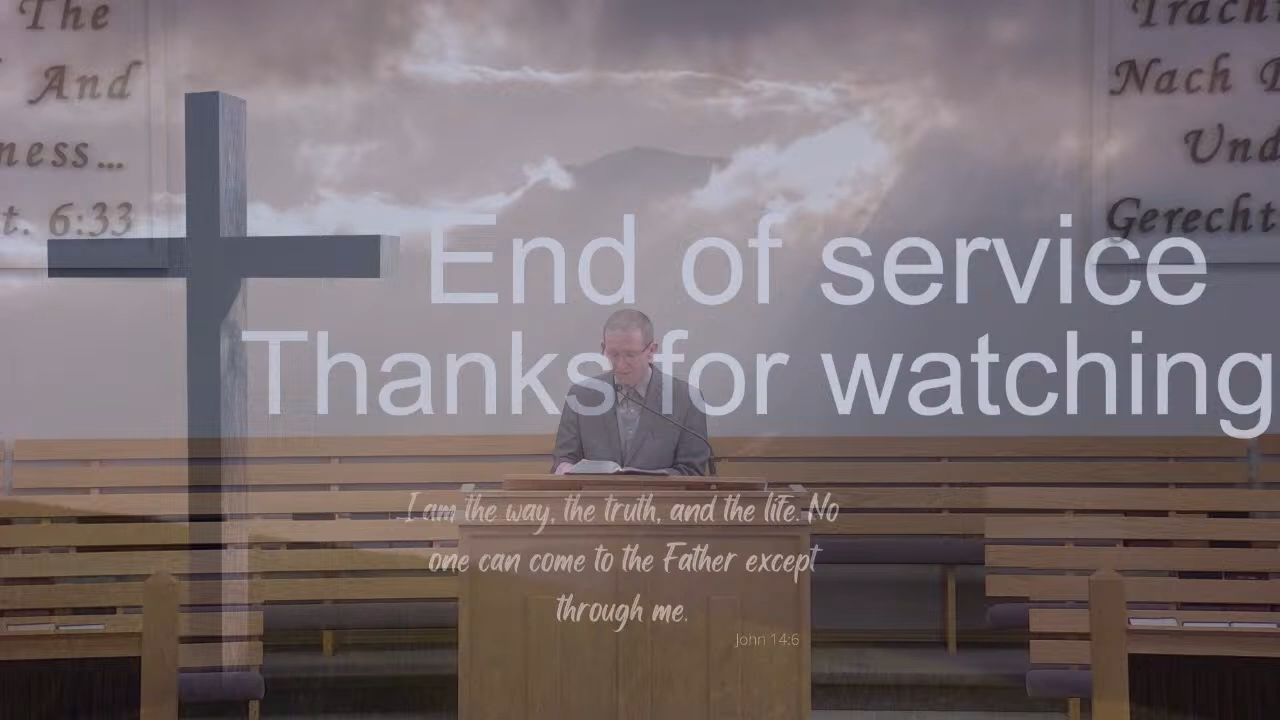 The
And
ness...
t. 6:33
Tracht
Nach
Und
Gerecht
End of service
Thanks for watching
I am the way, the truth, and the life. No
one can come to the Father except
through me.
John 14:6